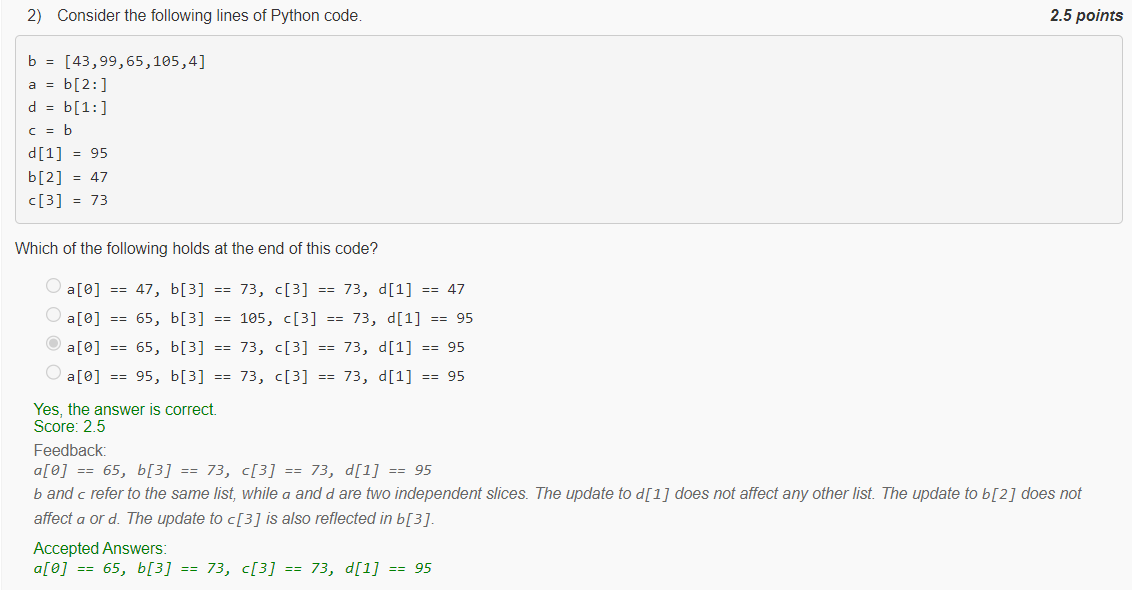 2) Consider the following lines of Python code. 2.5 points
b = [43,99,65,105,4]
a = b[2:]
d = b[1:]
c = b
d[1] = 95
b[2] = 47
c[3] = 73
Which of the following holds at the end of this code?
a[0] == 47, b[3] == 73, c[3] == 73, d[1] == 47
a[0] == 65, b[3] == 105, c[3] == 73, d[1] == 95
a[0] == 65, b[3] == 73, c[3] == 73, d[1] == 95
a[0] == 95, b[3] == 73, c[3] == 73, d[1] == 95
Yes, the answer is correct.
Score: 2.5
Feedback:
a[0] == 65, b[3] == 73, c[3] == 73, d[1] == 95
b and c refer to the same list, while a and d are two independent slices. The update to d[1] does not affect any other list. The update to b[2] does not
affect a or d. The update to c[3] is also reflected in b[3].
Accepted Answers:
a[0] == 65, b[3] == 73, c[3] == 73, d[1] == 95